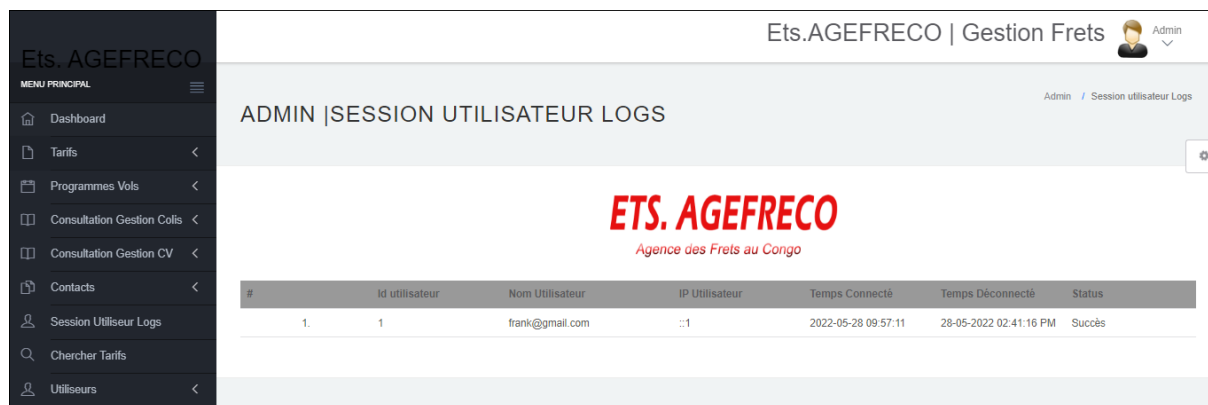 Ets. AGEFRECO
MENU PRINCIPAL
Dashboard
Tarifs
Programmes Vols
Consultation Gestion Colis
Consultation Gestion CV
Contacts
Session Utiliseur Logs
Chercher Tarifs
Utiliseurs
Ets.AGEFRECO | Gestion Frets
Admin
ADMIN |SESSION UTILISATEUR LOGS
Admin / Session utilisateur Logs
ETS. AGEFRECO
Agence des Frets au Congo
# Id utilisateur Nom Utilisateur IP Utilisateur Temps Connectè Temps Déconnectè Status
1. 1 frank@gmail.com ::1 2022-05-28 09:57:11 28-05-2022 02:41:16 PM Succès